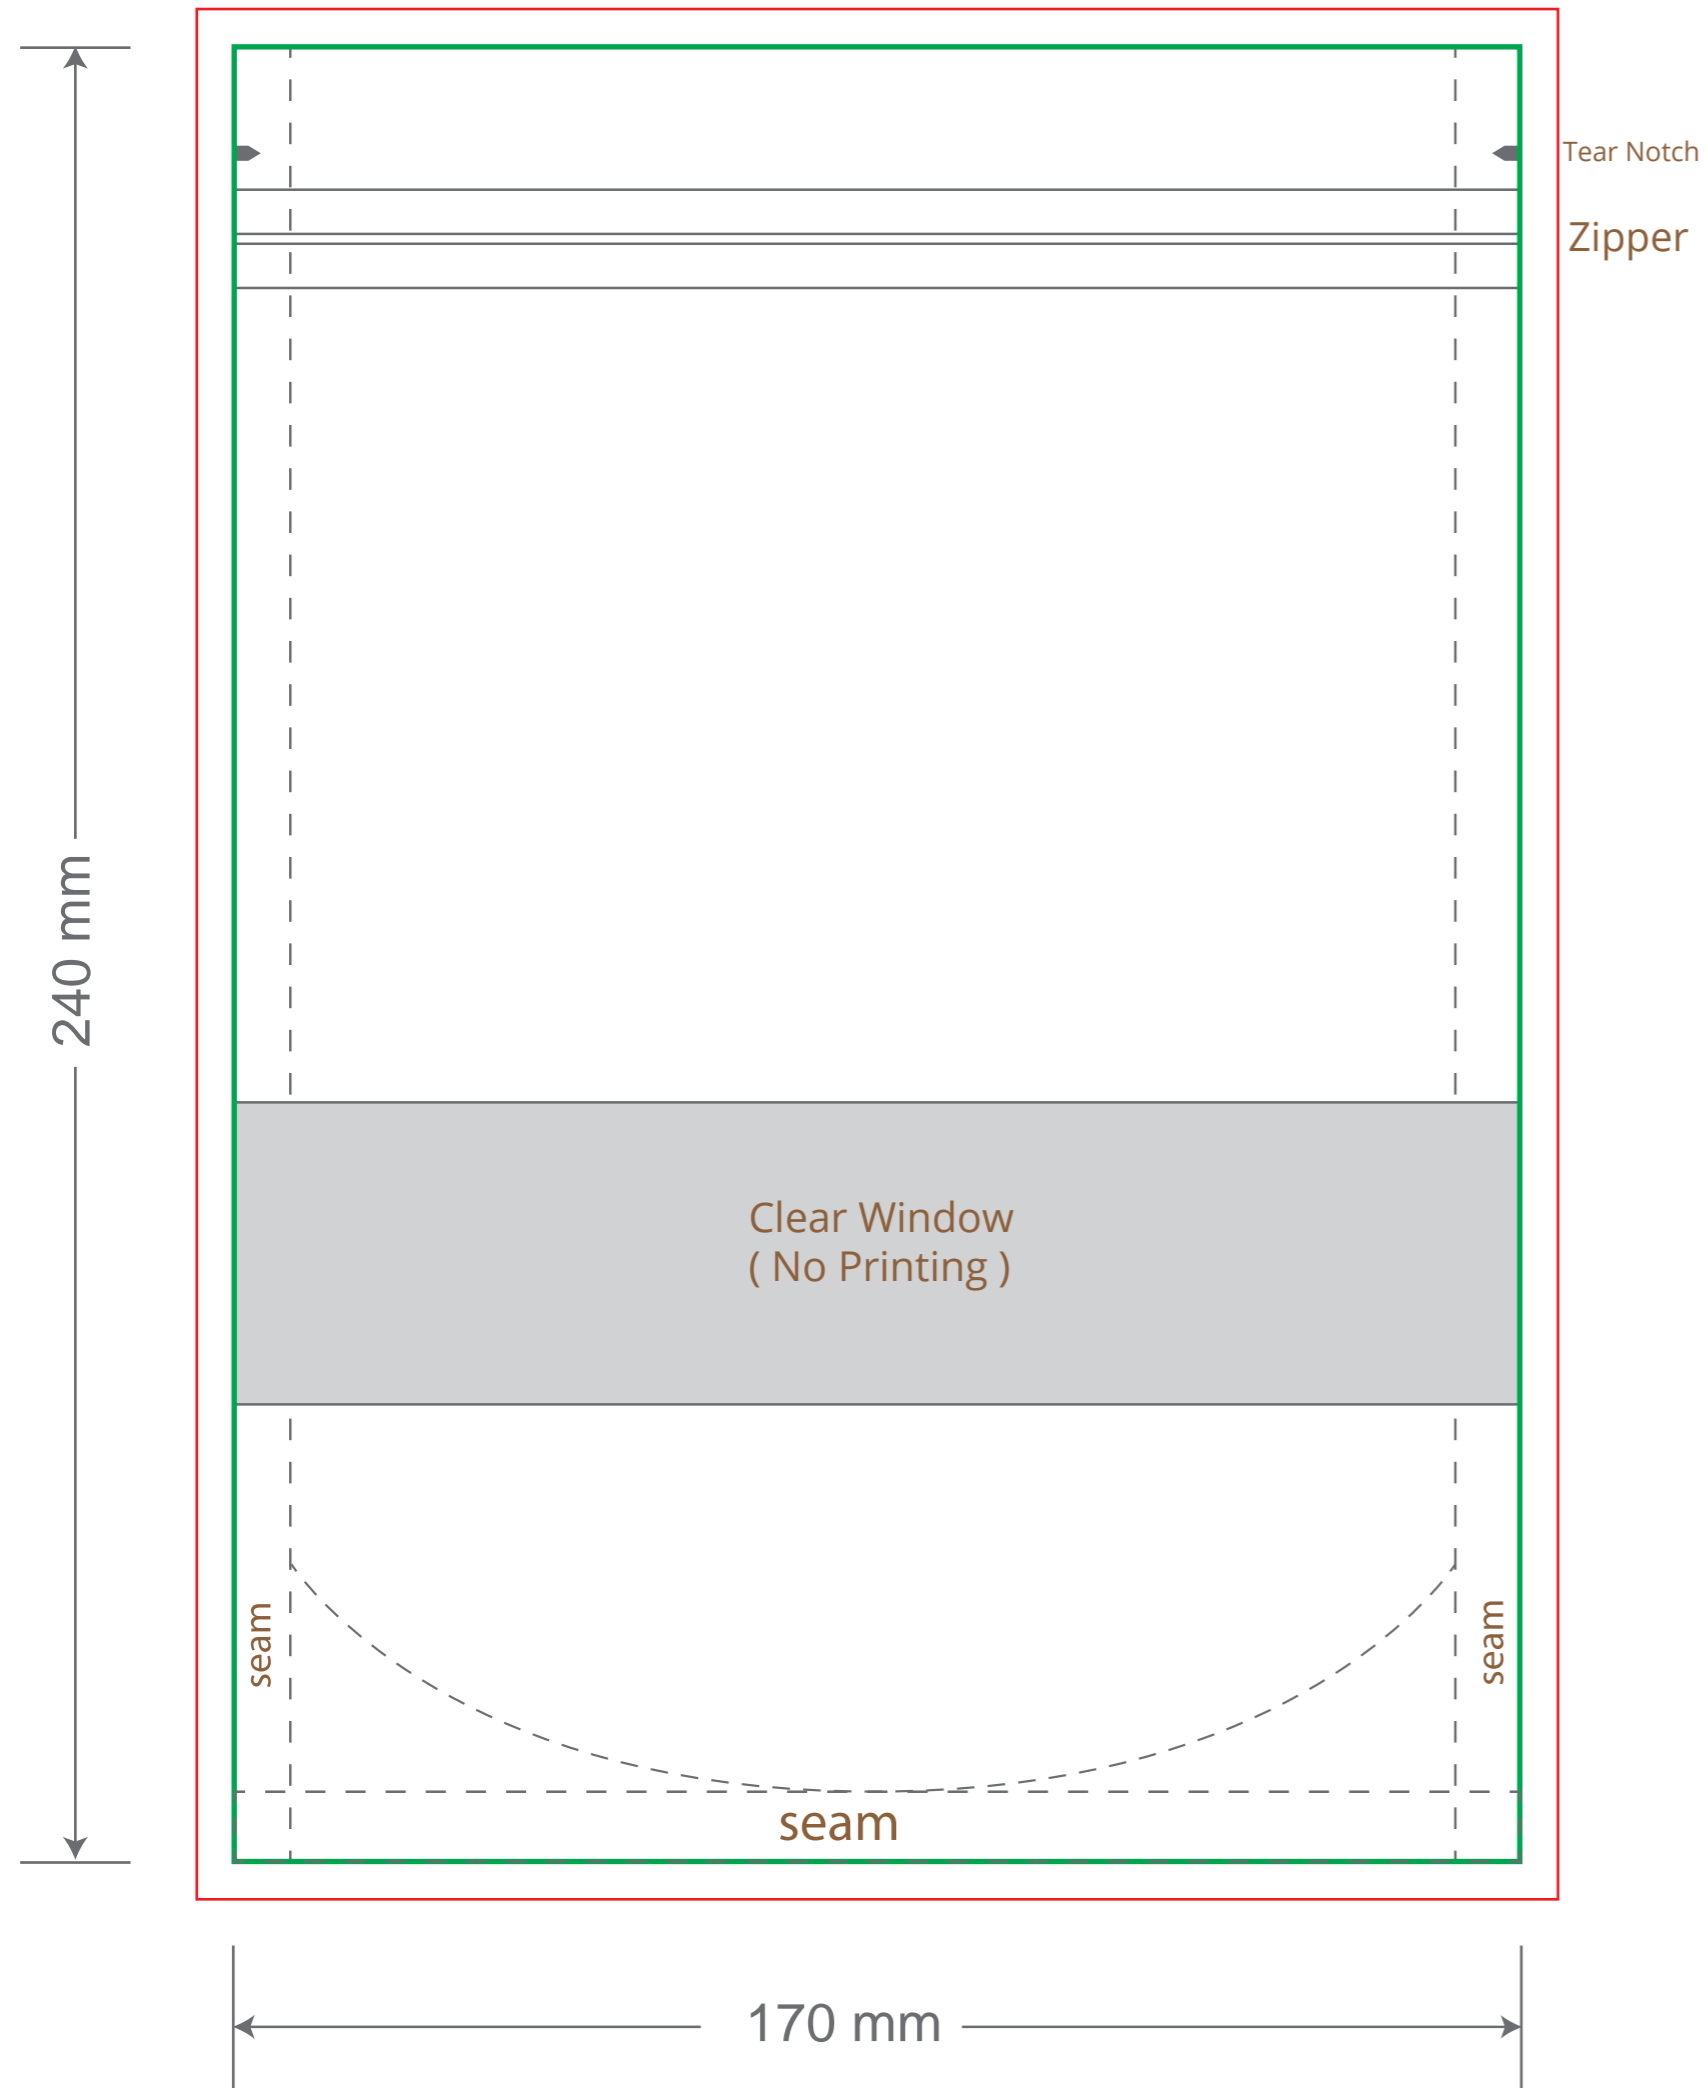 Tear Notch
Zipper
240 mm
Clear Window
( No Printing )
seam
seam
seam
170 mm